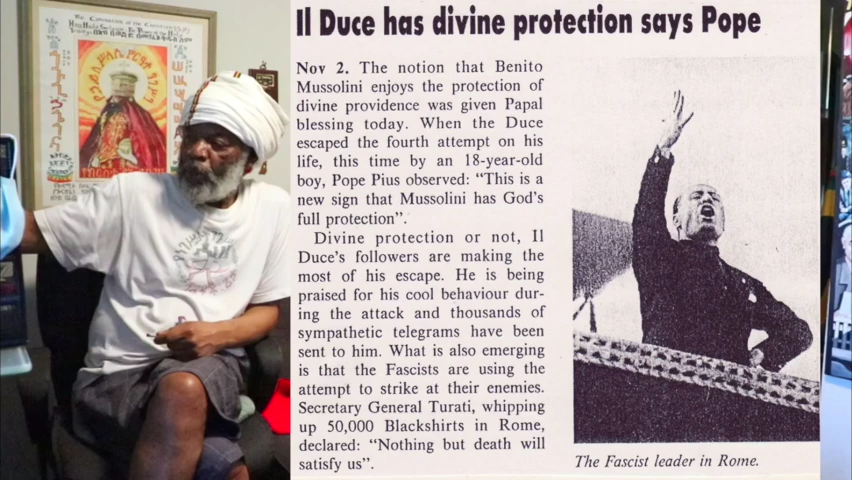 Il Duce has divine protection says Pope
Nov 2. The notion that Benito
Mussolini enjoys the protection of
divine providence was given Papal
blessing today. When the Duce
escaped the fourth attempt on his
life, this time by an 18-year-old
boy, Pope Pius observed: “This is a
new sign that Mussolini has God's
full protection”.
Divine protection or not, Il
Duce's followers are making the
most of his escape. He is being
praised for his cool behaviour dur-
ing the attack and thousands of
sympathetic telegrams have been
sent to him. What is also emerging
is that the Fascists are using the
attempt to strike at their enemies.
Secretary General Turati, whipping
up 50,000 Blackshirts in Rome,
declared: “Nothing but death will
satisfy us”.
The Fascist leader in Rome.